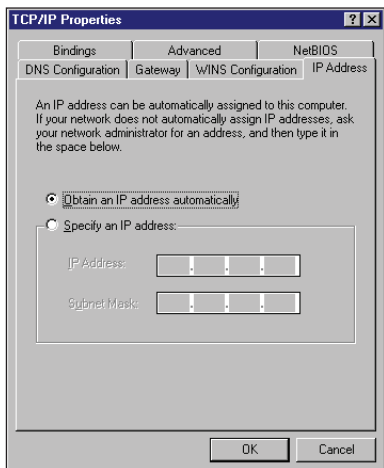 TCP/IP Properties
Bindings Advanced NetBIOS
DNS Configuration Gateway WINS Configuration IP Address
An IP address can be automatically assigned to this computer.
If your network does not automatically assign IP addresses, ask
your network administrator for an address, and then type it in
the space below.
Obtain an IP address automatically
Specify an IP address:
IP Address:
Subnet Mask:
OK Cancel